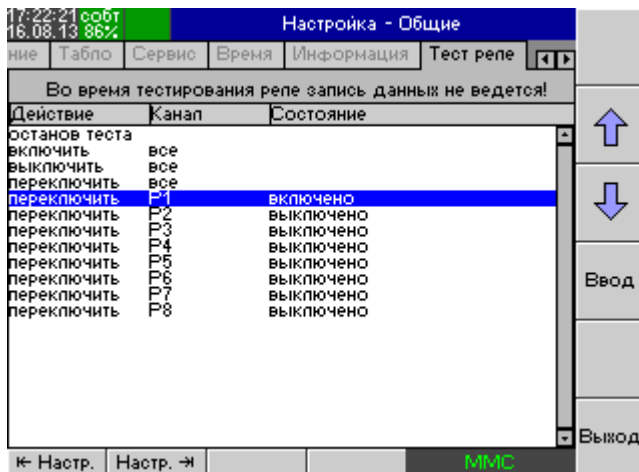 17:22:21 собт
16.08.13 86%
Настройка - Общие
ние Табло Сервис Время Информация Тест реле
Во время тестирования реле запись данных не ведется!
Действие Канал Состояние
останов теста
включить все
выключить все
переключить все
переключить P1 включено
переключить P2 выключено
переключить P3 выключено
переключить P4 выключено
переключить P5 выключено
переключить P6 выключено
переключить P7 выключено
переключить P8 выключено
Ввод
Выход
Настр. Настр. MMC